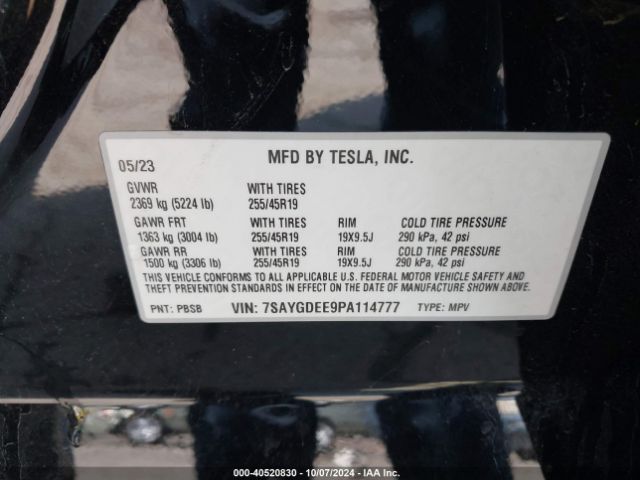 05/23 MFD BY TESLA, INC.
GVWR WITH TIRES
2369 kg (5224 lb) 255/45R19
GAWR FRT WITH TIRES RIM COLD TIRE PRESSURE
1363 kg (3004 lb) 255/45R19 19X9.5J 290 kPa, 42 psi
GAWR RR WITH TIRES RIM COLD TIRE PRESSURE
1500 kg (3306 lb) 255/45R19 19X9.5J 290 kPa, 42 psi
THIS VEHICLE CONFORMS TO ALL APPLICABLE U.S. FEDERAL MOTOR VEHICLE SAFETY AND
THEFT PREVENTION STANDARDS IN EFFECT ON THE DATE OF MANUFACTURE SHOWN ABOVE.
PNT: PBSB VIN: 7SAYGDEE9PA114777 TYPE: MPV
000-40520830 - 10/07/2024 - IAA Inc.